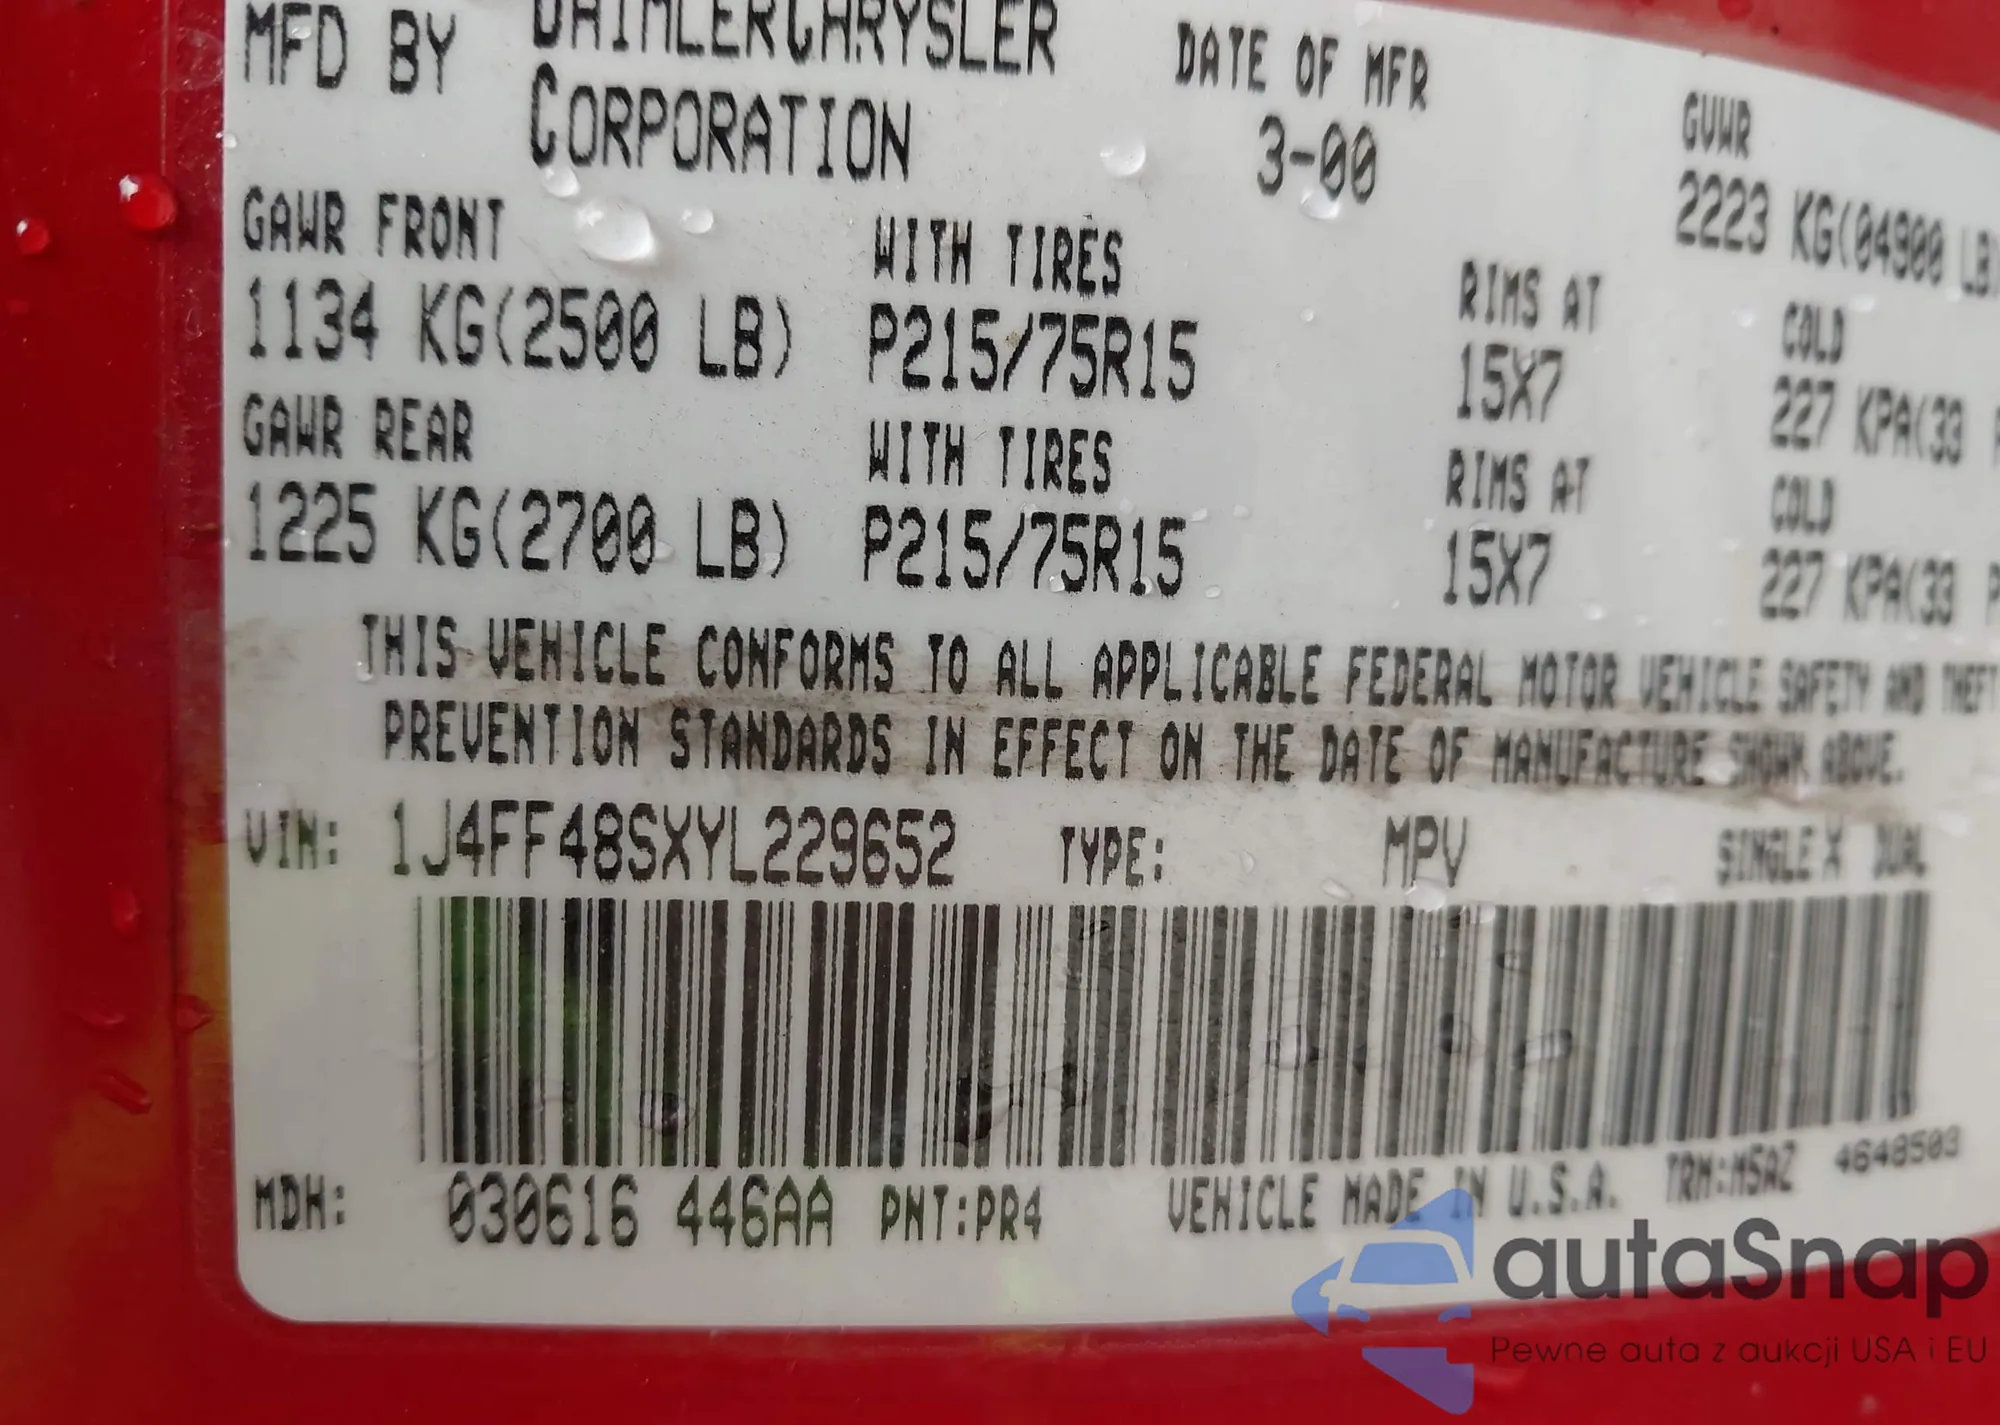 MFD BY DAIMLERCHRYSLER CORPORATION DATE OF MFR 3-00 GVWR 2223 KG(04900 LB)
GAWR FRONT WITH TIRES RIMS AT COLD
1134 KG(2500 LB) P215/75R15 15X7 227 KPA(33 P
GAWR REAR WITH TIRES RIMS AT COLD
1225 KG(2700 LB) P215/75R15 15X7 227 KPA(33 P
THIS VEHICLE CONFORMS TO ALL APPLICABLE FEDERAL MOTOR VEHICLE SAFETY AND THEFT
PREVENTION STANDARDS IN EFFECT ON THE DATE OF MANUFACTURE SHOWN ABOVE.
VIN: 1J4FF48SXYL229652 TYPE: MPV SINGLE X DUAL
MDH: 030616 446AA PNT:PR4 VEHICLE MADE IN U.S.A. TRM:M5AZ 4648503
autaSnap
Pewne auta z aukcji USA i EU